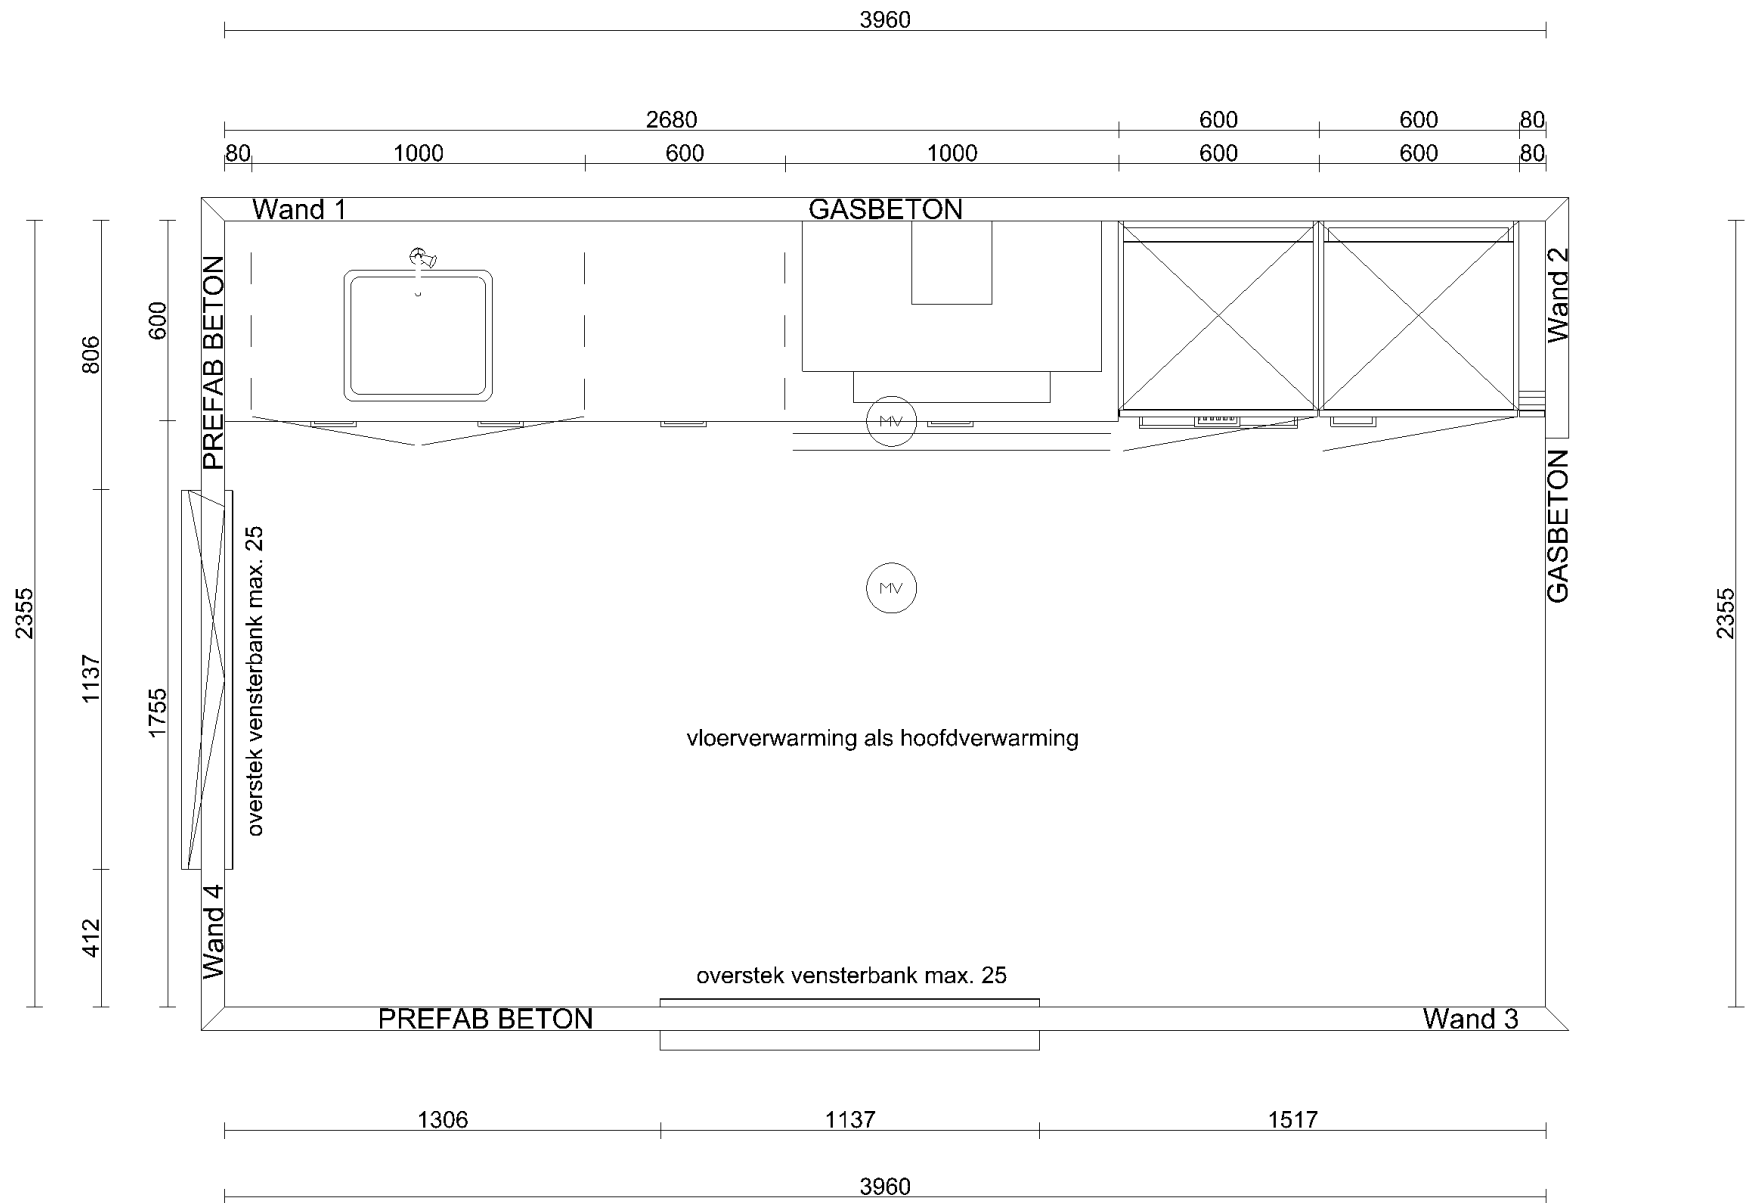 3960
2680 600 600 80
80 1000 600 1000 600 600 80
Wand 1 GASBETON
PREFAB BETON
Wand 2
GASBETON
600
806
1137
1755
412
2355
2355
MV
MV
overstek vensterbank max. 25
vloerverwarming als hoofdverwarming
Wand 4
overstek vensterbank max. 25
PREFAB BETON Wand 3
1306 1137 1517
3960